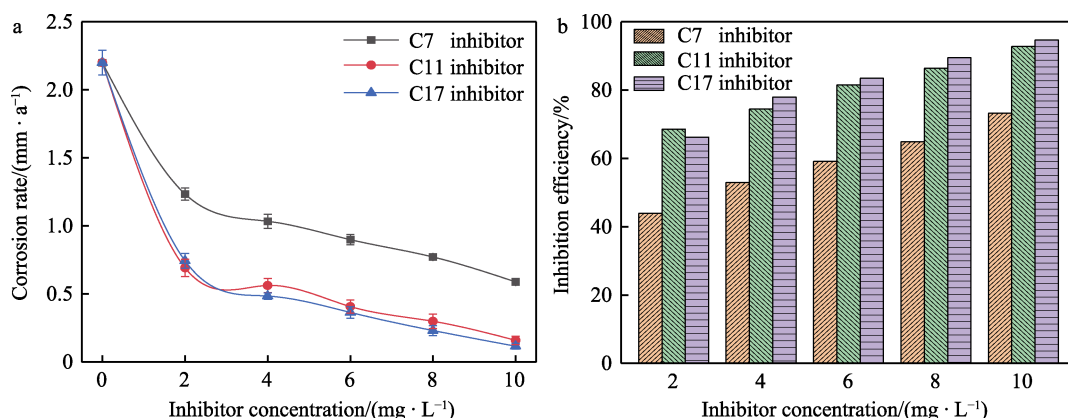 a
2.5
2.0
1.5
1.0
0.5
0
0
2
4
6
8
10
Corrosion rate/(mm · a⁻¹)
Inhibitor concentration/(mg · L⁻¹)
C7 inhibitor
C11 inhibitor
C17 inhibitor
b
100
80
60
40
20
0
2
4
6
8
10
Inhibition efficiency/%
Inhibitor concentration/(mg · L⁻¹)
C7 inhibitor
C11 inhibitor
C17 inhibitor